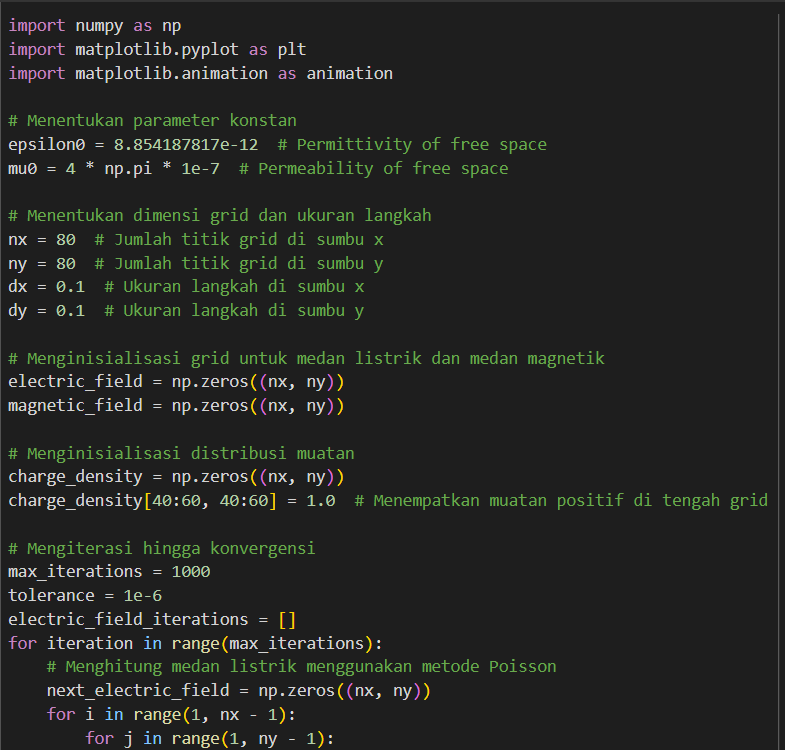 import numpy as np
import matplotlib.pyplot as plt
import matplotlib.animation as animation
# Menentukan parameter konstan
epsilon0 = 8.854187817e-12  # Permittivity of free space
mu0 = 4 * np.pi * 1e-7  # Permeability of free space
# Menentukan dimensi grid dan ukuran langkah
nx = 80  # Jumlah titik grid di sumbu x
ny = 80  # Jumlah titik grid di sumbu y
dx = 0.1  # Ukuran langkah di sumbu x
dy = 0.1  # Ukuran langkah di sumbu y
# Menginisialisasi grid untuk medan listrik dan medan magnetik
electric_field = np.zeros((nx, ny))
magnetic_field = np.zeros((nx, ny))
# Menginisialisasi distribusi muatan
charge_density = np.zeros((nx, ny))
charge_density[40:60, 40:60] = 1.0  # Menempatkan muatan positif di tengah grid
# Mengiterasi hingga konvergensi
max_iterations = 1000
tolerance = 1e-6
electric_field_iterations = []
for iteration in range(max_iterations):
    # Menghitung medan listrik menggunakan metode Poisson
    next_electric_field = np.zeros((nx, ny))
    for i in range(1, nx - 1):
        for j in range(1, ny - 1):